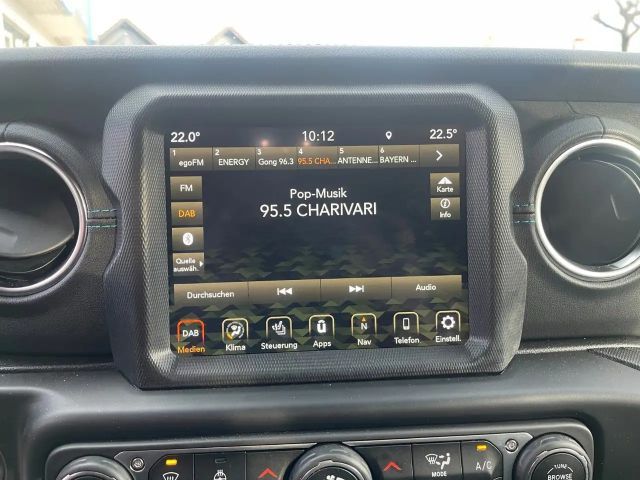 22.0° 10:12 22.5°
1 2 3 4 5 6
egoFM ENERGY Gong 96.3 95.5 CHA... ANTENNE... BAYERN ...
FM
DAB
Quelle
auswäh.
Pop-Musik
95.5 CHARIVARI
Karte
Info
Durchsuchen Audio
DAB N
Medien Klima Steuerung Apps Nav Telefon Einstell.
MODE A/C
TUNE
BROWSE